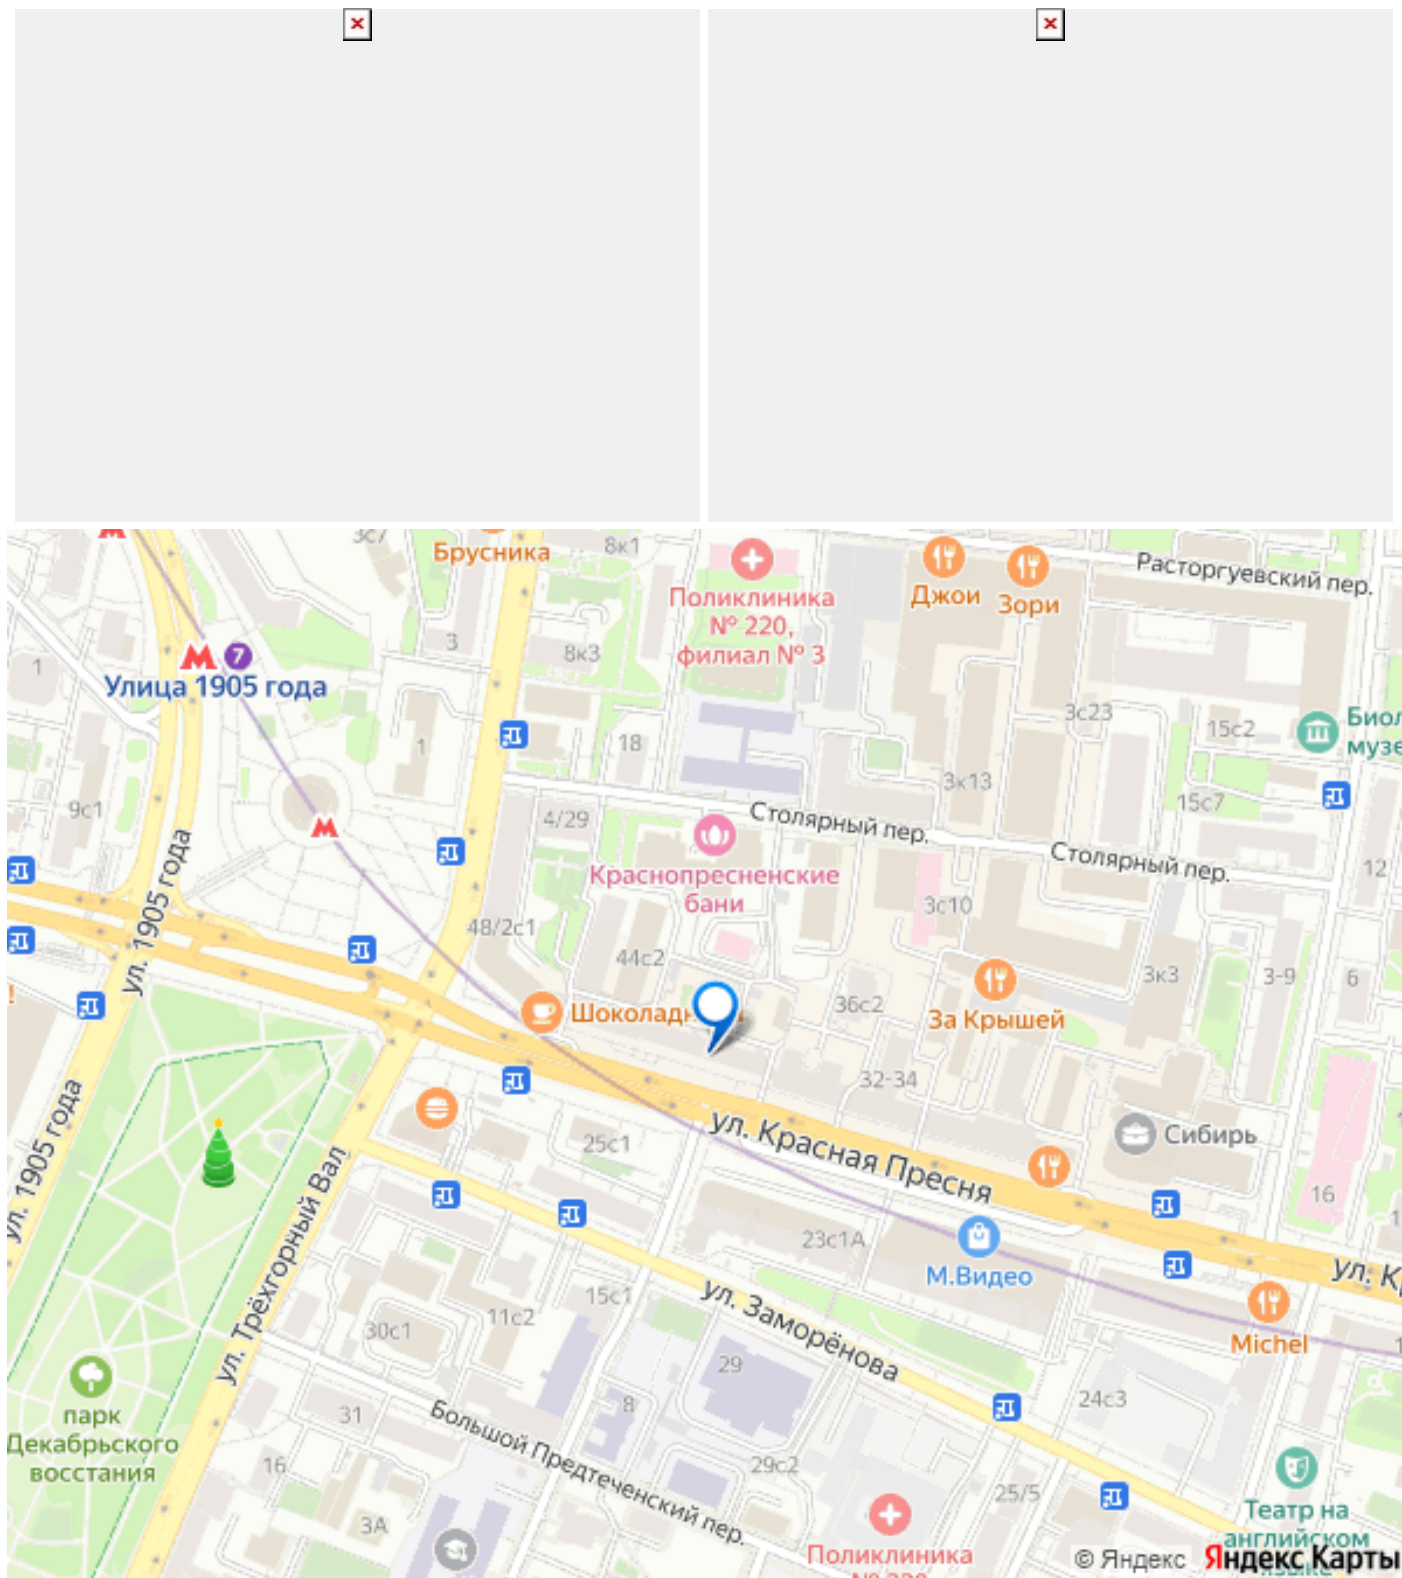 3с7
Брусника
8к1
Поликлиника
№ 220,
филиал № 3
Джои
Зори
Расторгуевский пер.
1
7
Улица 1905 года
3
8к3
18
1
3с23
15с2
Биол
музе
3к13
15с7
9с1
4/29
Столярный пер.
Столярный пер.
12
Краснопресненские
бани
ул. 1905 года
48/2с1
44с2
3с10
3к3
3-9
6
36с2
За Крышей
32-34
ул. Красная Пресня
Сибирь
25с1
16
ул. 1905 года
ул. Трёхгорный Вал
23с1А
М.Видео
ул. К
Michel
15с1
11с2
30с1
ул. Заморёнова
29
8
24с3
31
парк
Декабрьского
восстания
Большой Предтеченский пер.
16
29с2
25/5
3А
Поликлиника
Театр на
английском
© Яндекс
Яндекс Карты